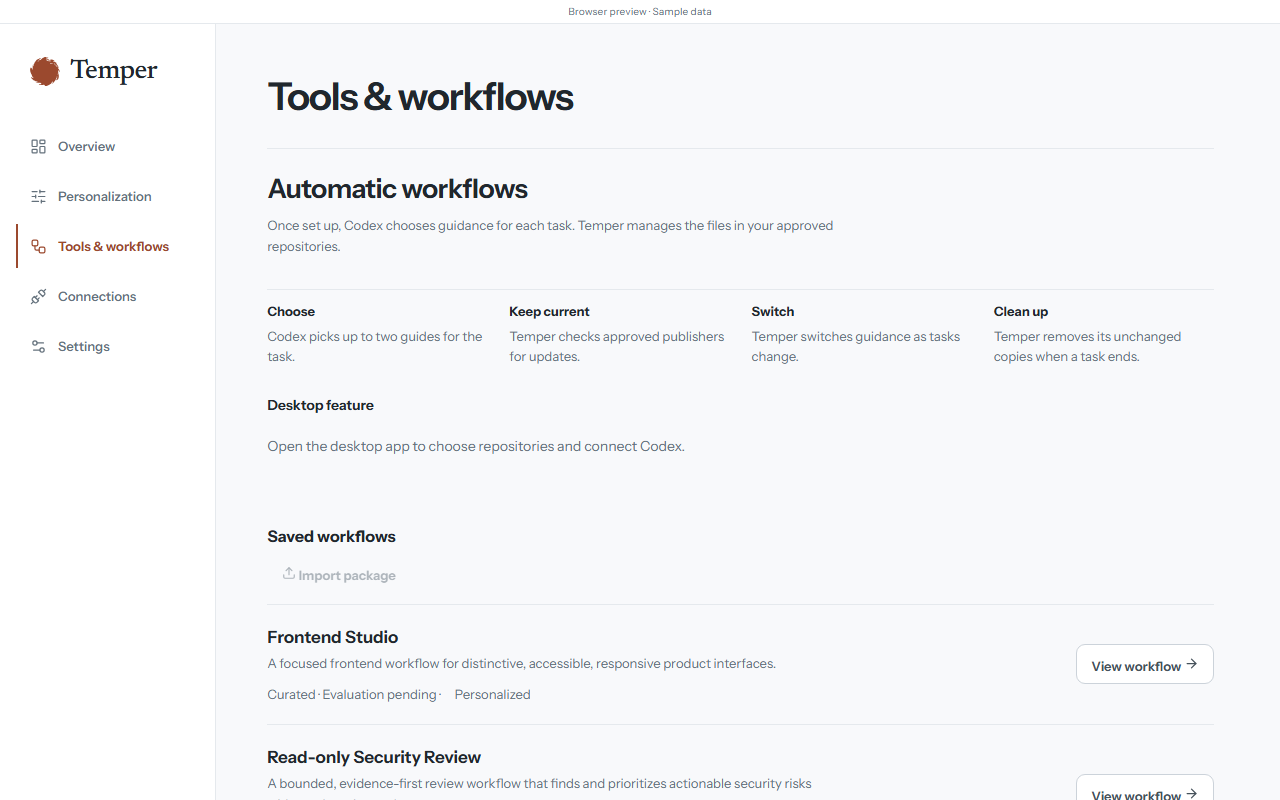 Browser preview · Sample data
Temper
Overview
Personalization
Tools & workflows
Connections
Settings
Tools & workflows
Automatic workflows
Once set up, Codex chooses guidance for each task. Temper manages the files in your approved
repositories.
Choose
Codex picks up to two guides for the
task.
Keep current
Temper checks approved publishers
for updates.
Switch
Temper switches guidance as tasks
change.
Clean up
Temper removes its unchanged
copies when a task ends.
Desktop feature
Open the desktop app to choose repositories and connect Codex.
Saved workflows
Import package
Frontend Studio
A focused frontend workflow for distinctive, accessible, responsive product interfaces.
Curated · Evaluation pending · Personalized
View workflow
Read-only Security Review
A bounded, evidence-first review workflow that finds and prioritizes actionable security risks
View workflow